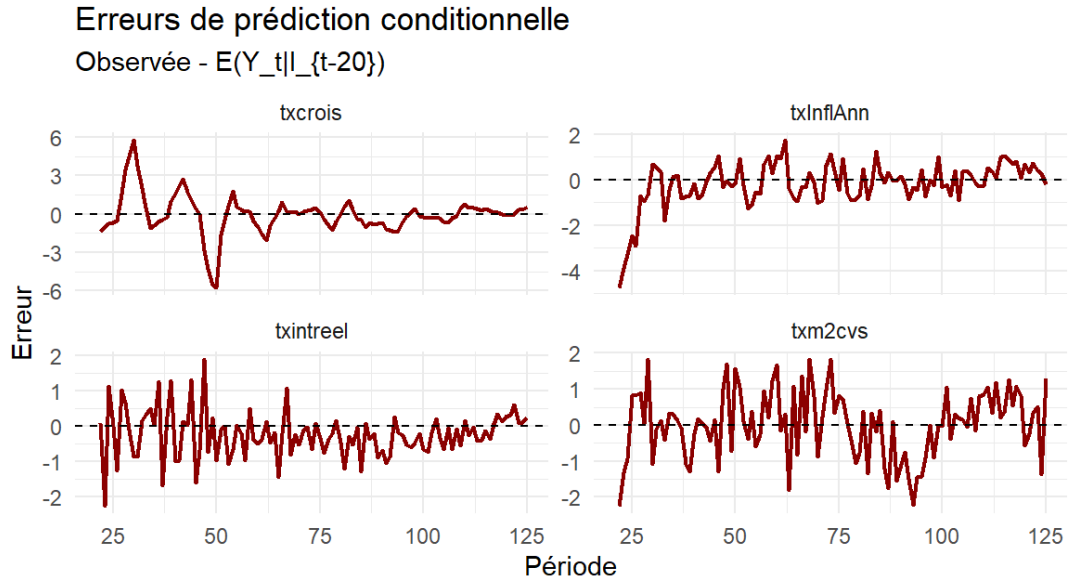 Erreurs de prédiction conditionnelle
Observée - E(Y_t|I_{t-20})
txcrois
txInflAnn
6
3
0
-3
-6
2
0
-2
-4
Erreur
txintreel
txm2cvs
2
1
0
-1
-2
2
1
0
-1
-2
25 50 75 100 125
25 50 75 100 125
Période